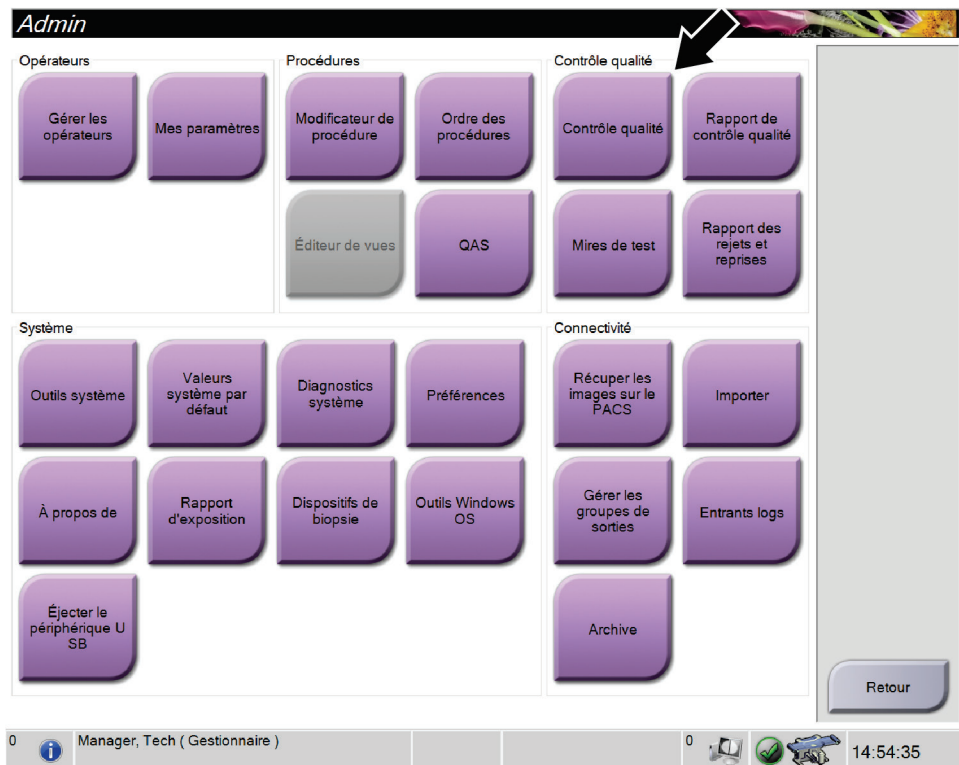 Admin
Opérateurs
Gérer les
opérateurs
Mes paramètres
Procédures
Modificateur de
procédure
Ordre des
procédures
Éditeur de vues
QAS
Contrôle qualité
Contrôle qualité
Rapport de
contrôle qualité
Mires de test
Rapport des
rejets et
reprises
Système
Outils système
Valeurs
système par
défaut
Diagnostics
système
Préférences
À propos de
Rapport
d'exposition
Dispositifs de
biopsie
Outils Windows
OS
Éjecter le
périphérique U
SB
Connectivité
Récuper les
images sur le
PACS
Importer
Gérer les
groupes de
sorties
Entrants logs
Archive
Retour
0
Manager, Tech ( Gestionnaire )
0
14:54:35